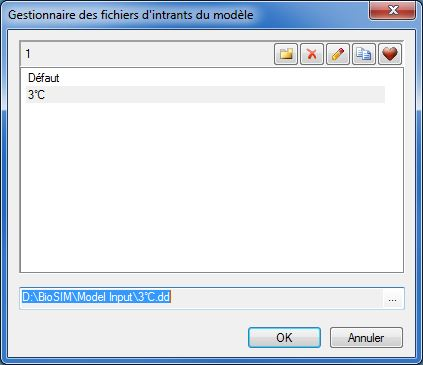 Gestionnaire des fichiers d'intrants du modèle
1
Défaut
3°C
D:\BioSIM\Model Input\3°C.dd
...
OK
Annuler